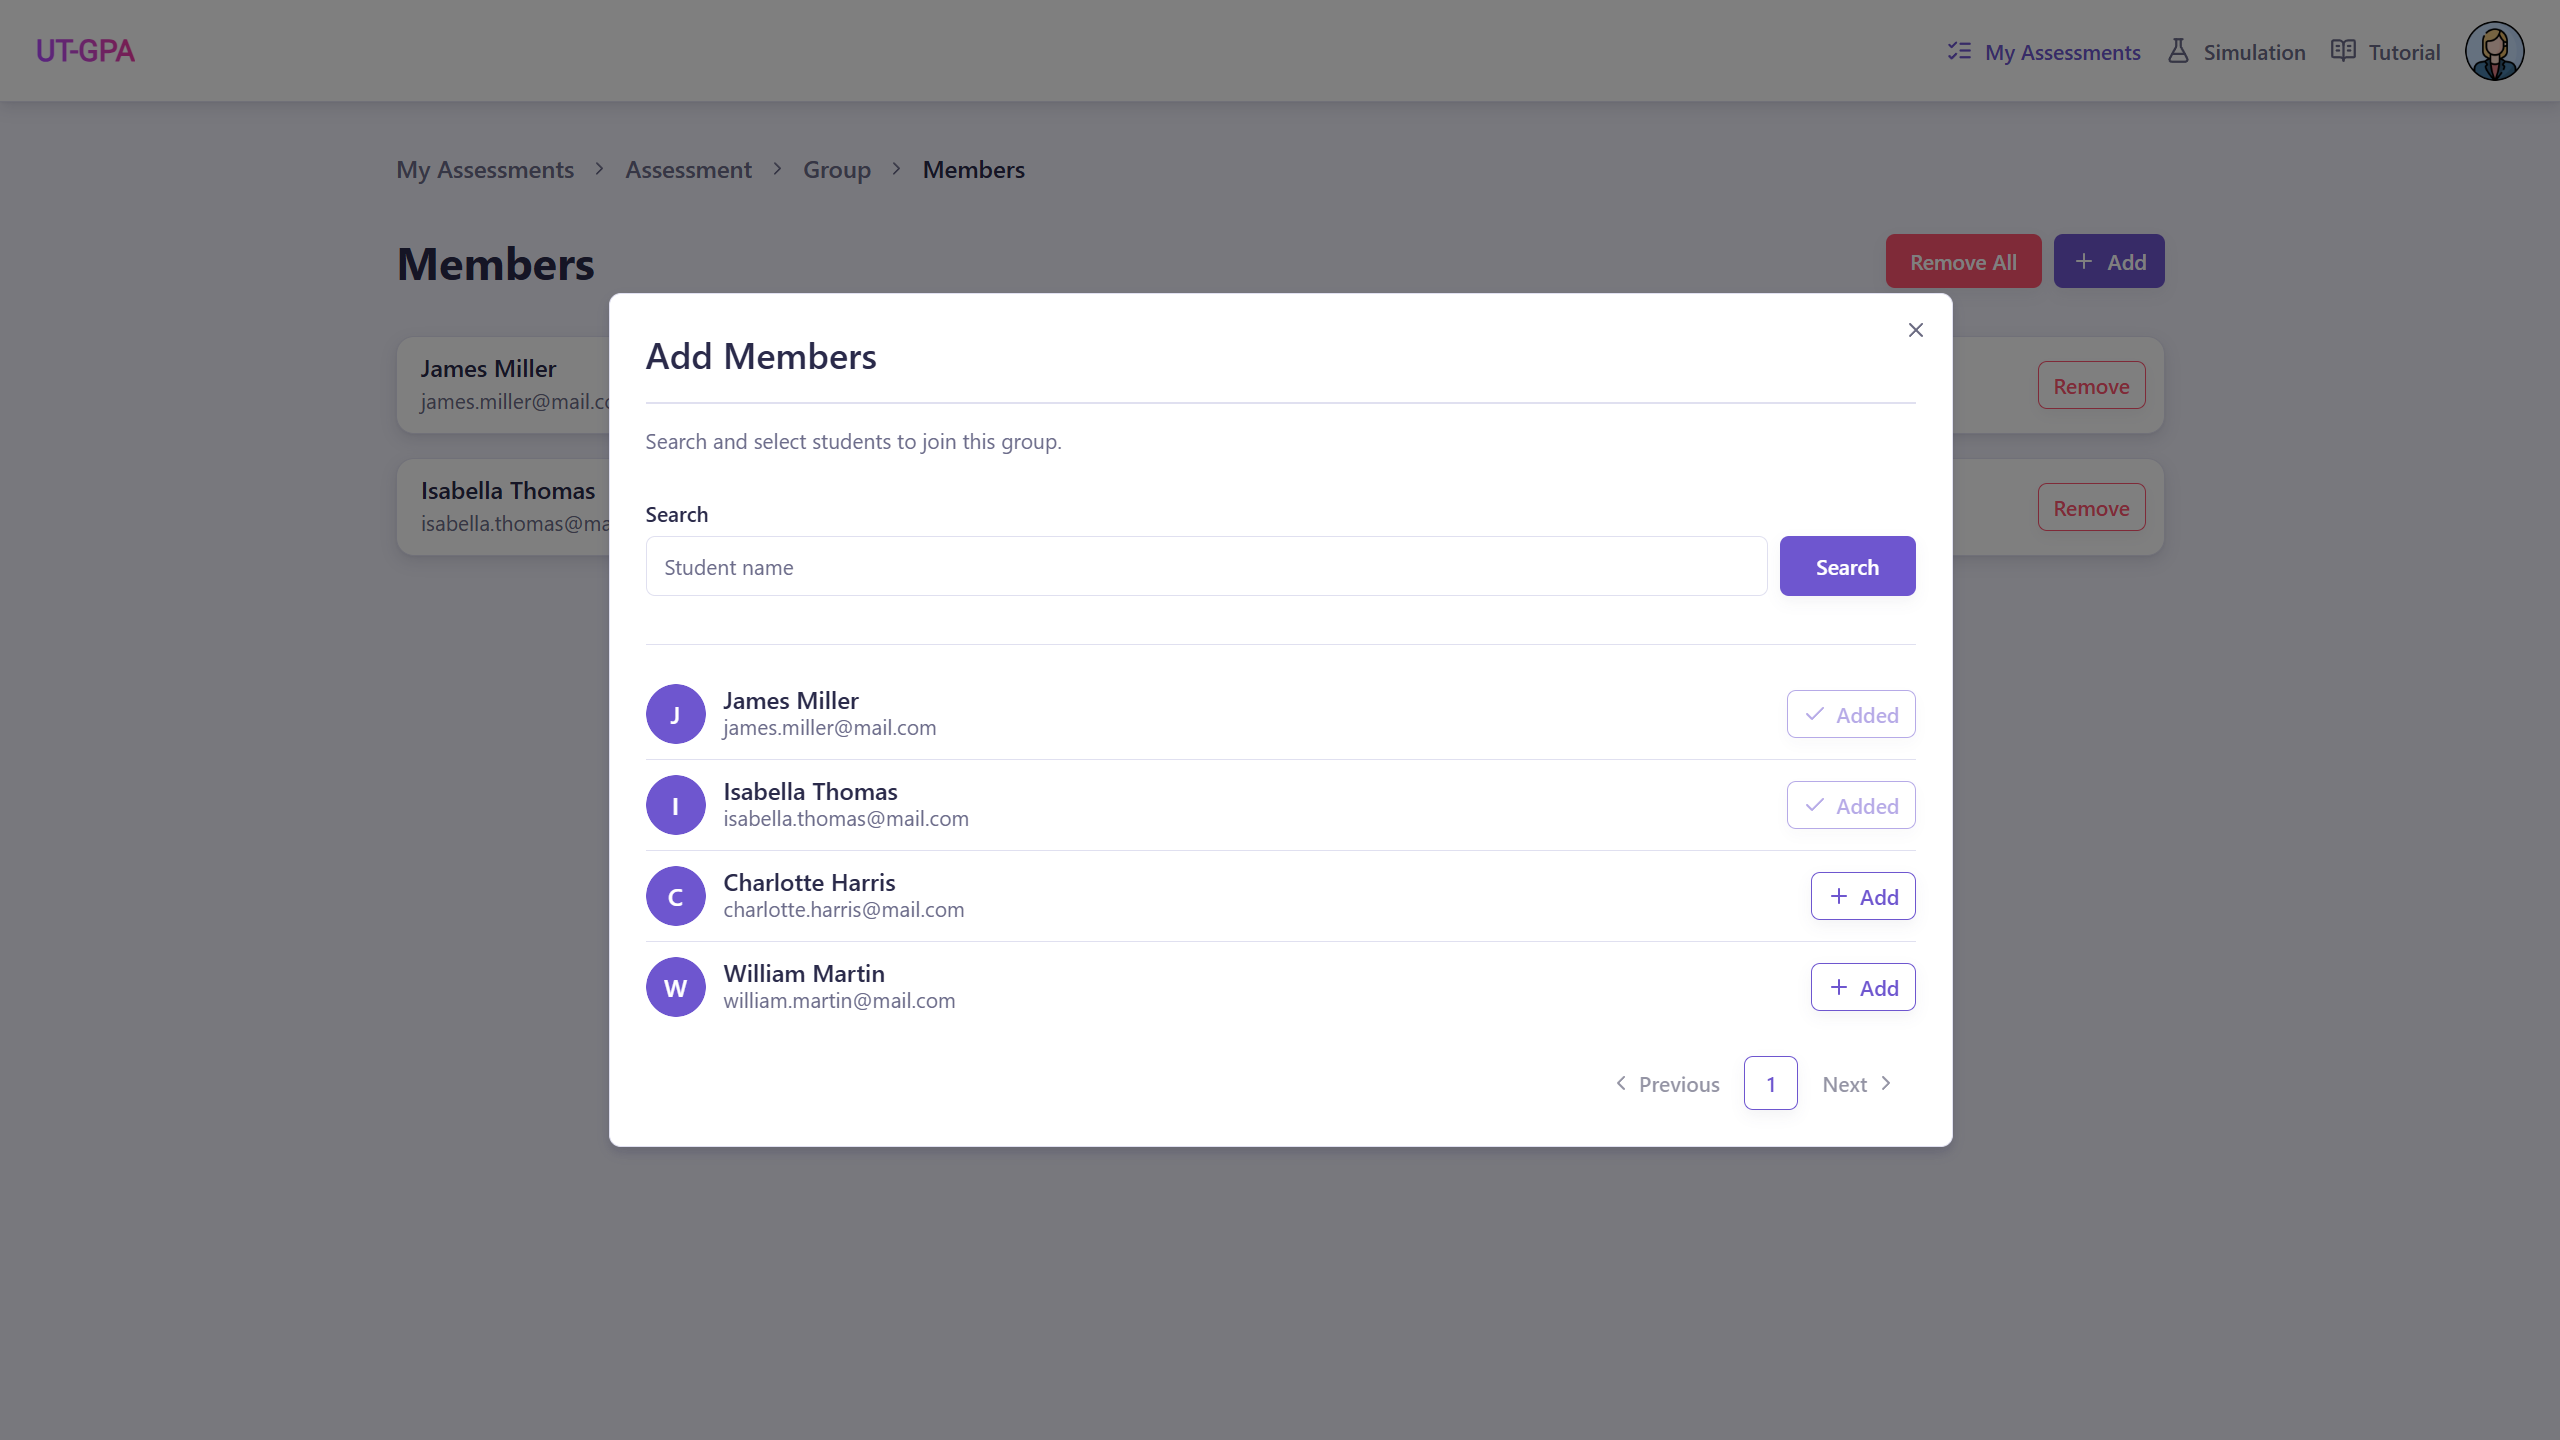 UT-GPA
My Assessments
Simulation
Tutorial
My Assessments > Assessment > Group > Members
Members
Remove All
+ Add
James Miller
james.miller@mail.c
Remove
Isabella Thomas
isabella.thomas@ma
Remove
Add Members
Search and select students to join this group.
Search
Student name
Search
J
James Miller
james.miller@mail.com
Added
I
Isabella Thomas
isabella.thomas@mail.com
Added
C
Charlotte Harris
charlotte.harris@mail.com
+ Add
W
William Martin
william.martin@mail.com
+ Add
Previous
1
Next